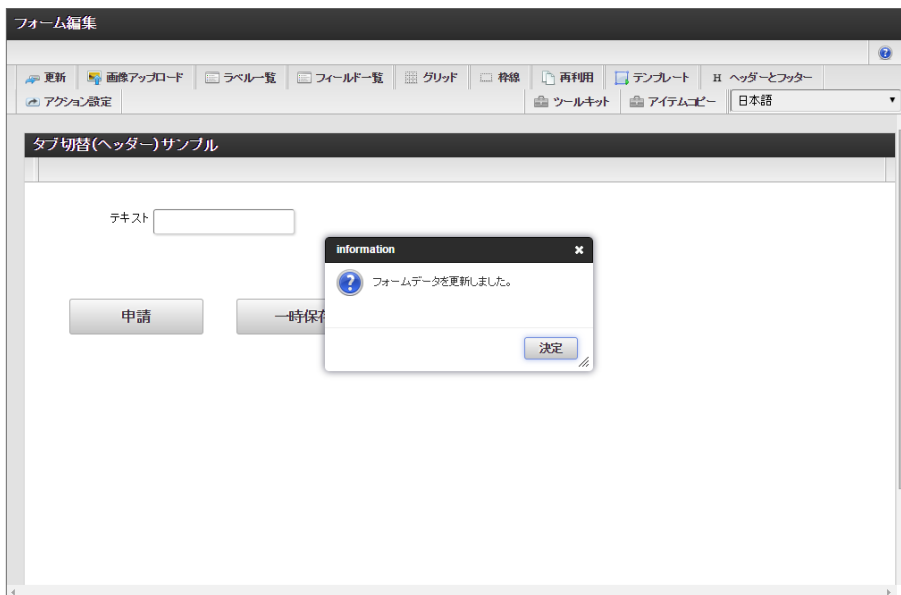 フォーム編集
更新 画像アップロード ラベル一覧 フィールド一覧 グリッド 枠線 再利用 テンプレート H ヘッダーとフッター
アクション設定 ツールキット アイテムコピー 日本語
タブ切替(ヘッダー)サンプル
テキスト
information
フォームデータを更新しました。
申請 一時保存
決定